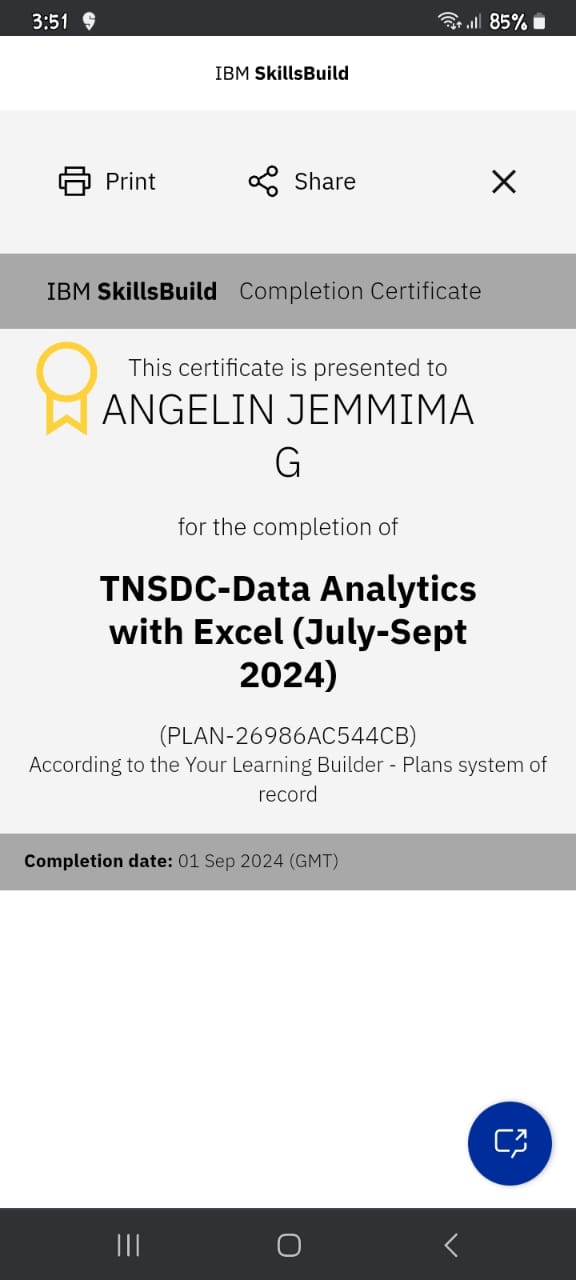 3:51 85%
IBM SkillsBuild
Print Share
IBM SkillsBuild Completion Certificate
This certificate is presented to
ANGELIN JEMMIMA
G
for the completion of
TNSDC-Data Analytics
with Excel (July-Sept
2024)
(PLAN-26986AC544CB)
According to the Your Learning Builder - Plans system of
record
Completion date: 01 Sep 2024 (GMT)